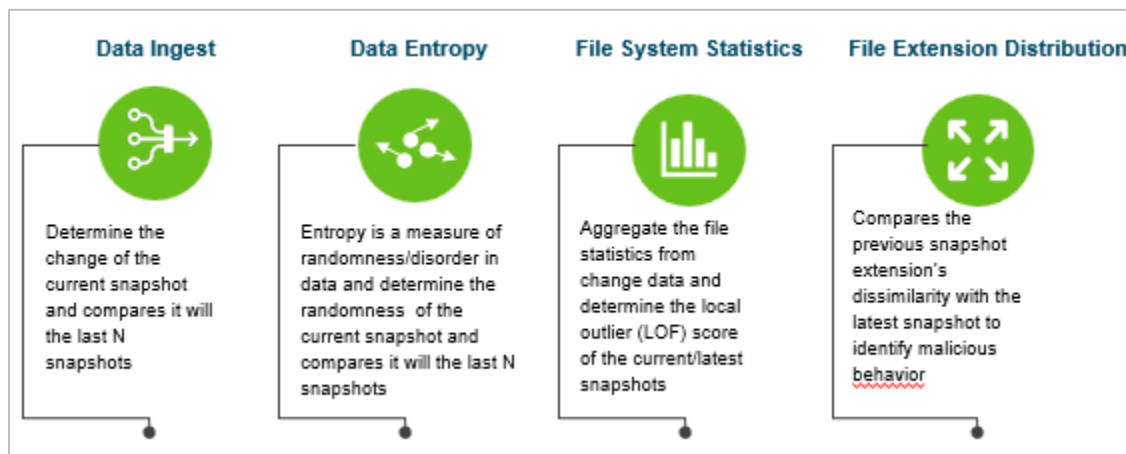 Data Ingest
Determine the
change of the
current snapshot
and compares it will
the last N
snapshots
Data Entropy
Entropy is a measure of
randomness/disorder in
data and determine the
randomness of the
current snapshot and
compares it will the last N
snapshots
File System Statistics
Aggregate the file
statistics from
change data and
determine the local
outlier (LOF) score
of the current/latest
snapshots
File Extension Distribution
Compares the
previous snapshot
extension's
dissimilarity with the
latest snapshot to
identify malicious
behavior